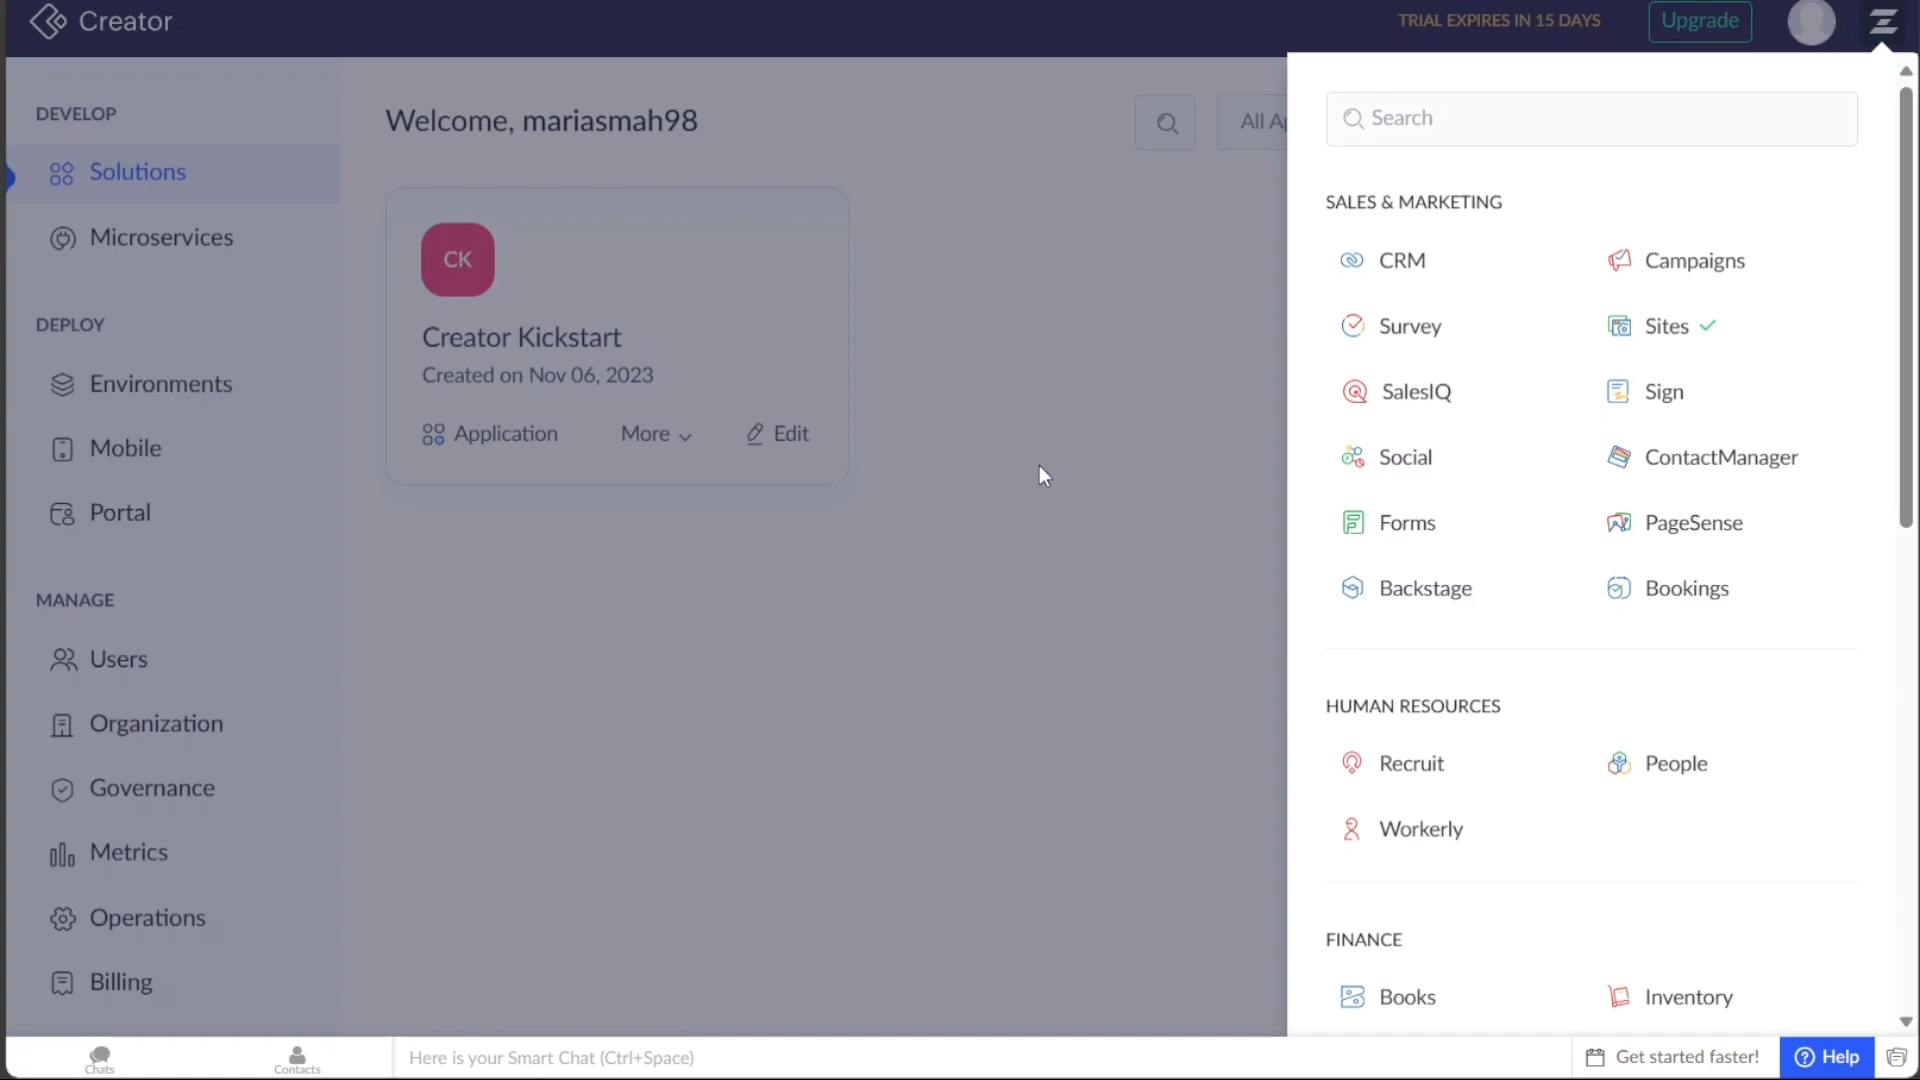 Creator
TRIAL EXPIRES IN 15 DAYS
Upgrade
DEVELOP
Solutions
Microservices
DEPLOY
Environments
Mobile
Portal
MANAGE
Users
Organization
Governance
Metrics
Operations
Billing
Welcome, mariasmah98
All Ap
CK
Creator Kickstart
Created on Nov 06, 2023
Application More Edit
Search
SALES & MARKETING
CRM Campaigns
Survey Sites
SalesIQ Sign
Social ContactManager
Forms PageSense
Backstage Bookings
HUMAN RESOURCES
Recruit People
Workerly
FINANCE
Books Inventory
Chats
Contacts
Here is your Smart Chat (Ctrl+Space)
Get started faster!
Help